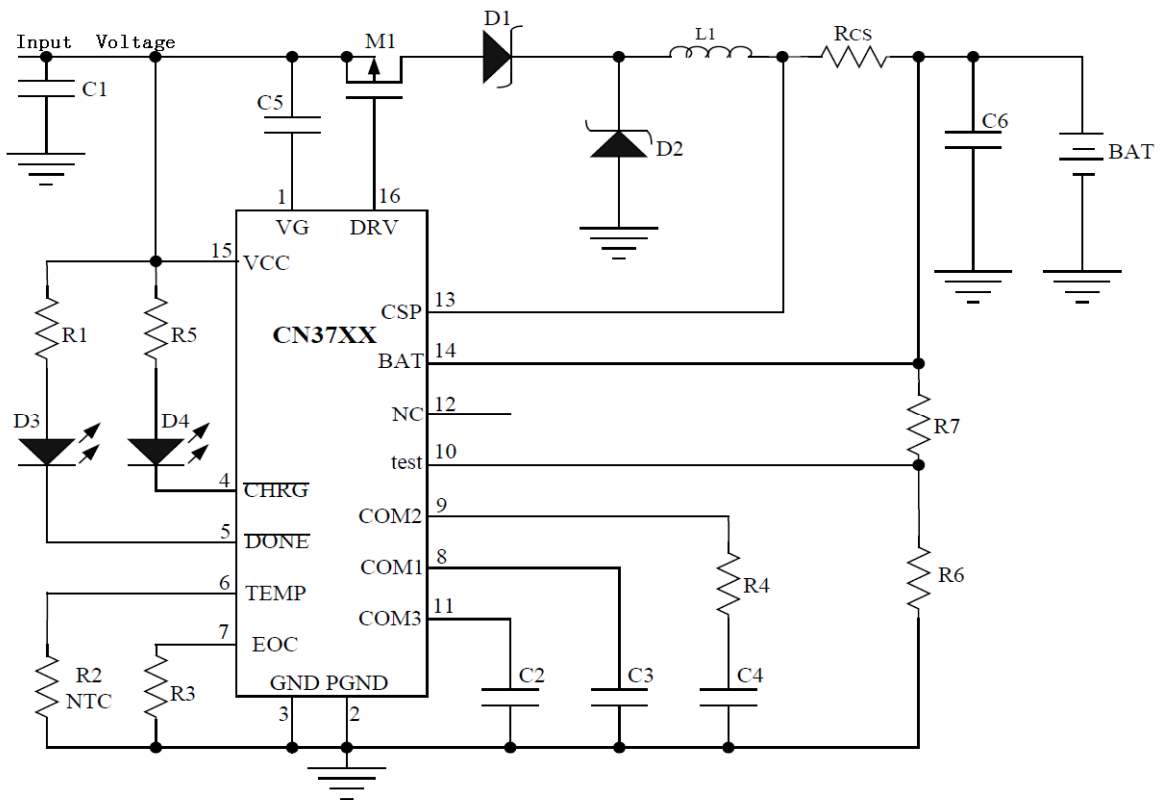 Input Voltage
D1
L1
RCS
M1
C1
C5
D2
C6
BAT
1
16
VG
DRV
15
VCC
13
CSP
R1
R5
CN37XX
14
BAT
12
NC
R7
D3
D4
10
test
4
CHRG
9
COM2
5
DONE
8
COM1
R4
R6
6
TEMP
11
COM3
7
EOC
R2
NTC
R3
GND PGND
C2
C3
C4
3
2